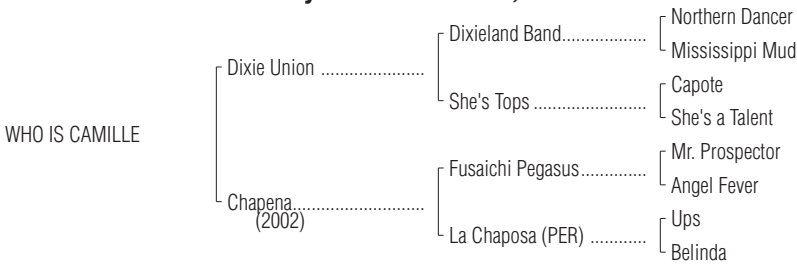 Northern Dancer
Dixieland Band..................
Mississippi Mud
Dixie Union ......................
Capote
She's Tops ........................
She's a Talent
WHO IS CAMILLE
Mr. Prospector
Fusaichi Pegasus..............
Angel Fever
Chapena............................
(2002)
Ups
La Chaposa (PER) ............
Belinda